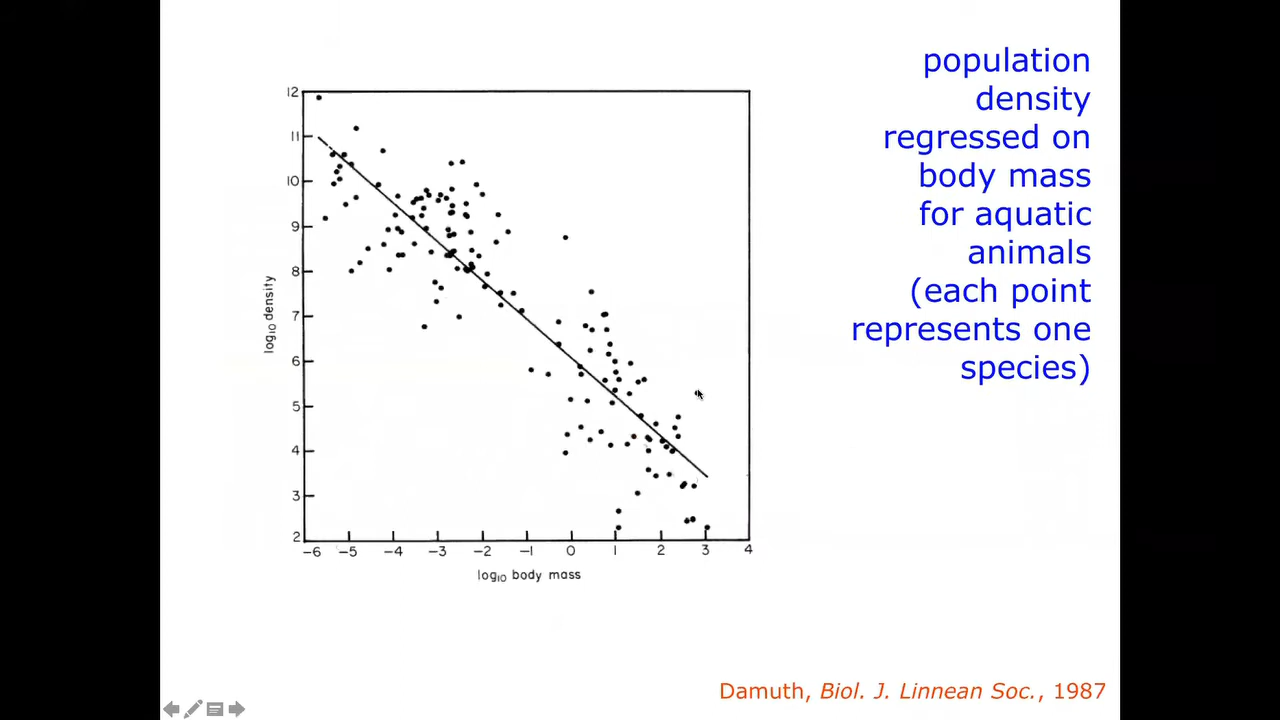 population
density
regressed on
body mass
for aquatic
animals
(each point
represents one
species)
12
11
10
9
8
7
6
5
4
3
2
log10 density
−6 −5 −4 −3 −2 −1 0 1 2 3 4
log10 body mass
Damuth, Biol. J. Linnean Soc., 1987